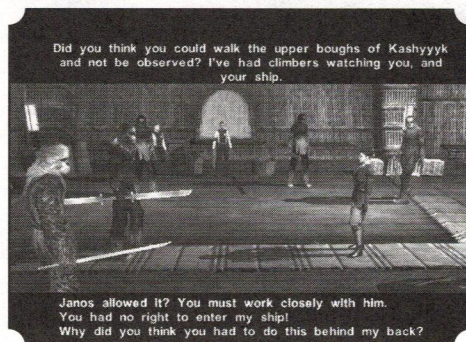 Did you think you could walk the upper boughs of Kashyyyk
and not be observed? I've had climbers watching you, and
your ship.
Janos allowed it? You must work closely with him.
You had no right to enter my ship!
Why did you think you had to do this behind my back?